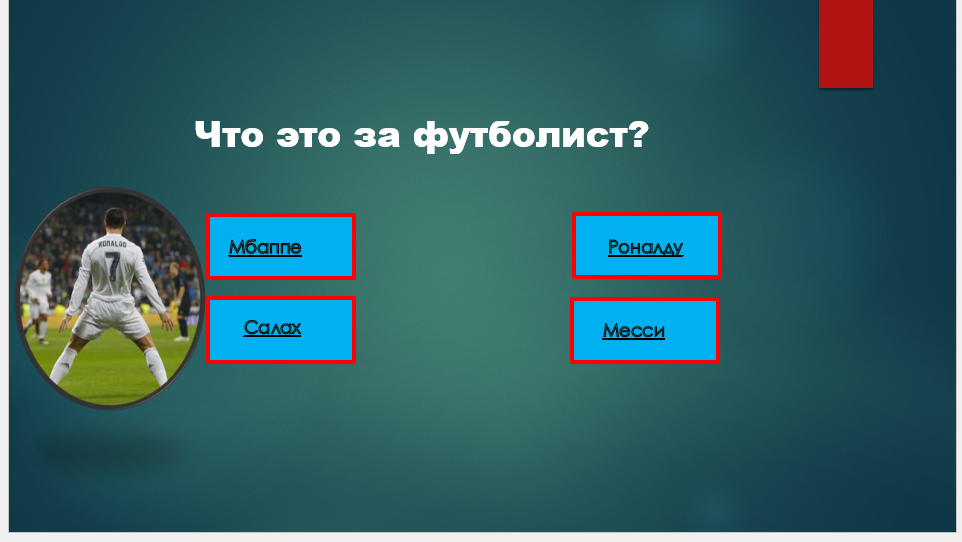 Что это за футболист?
RONALDO
7
Мбаппе
Роналду
Салах
Месси